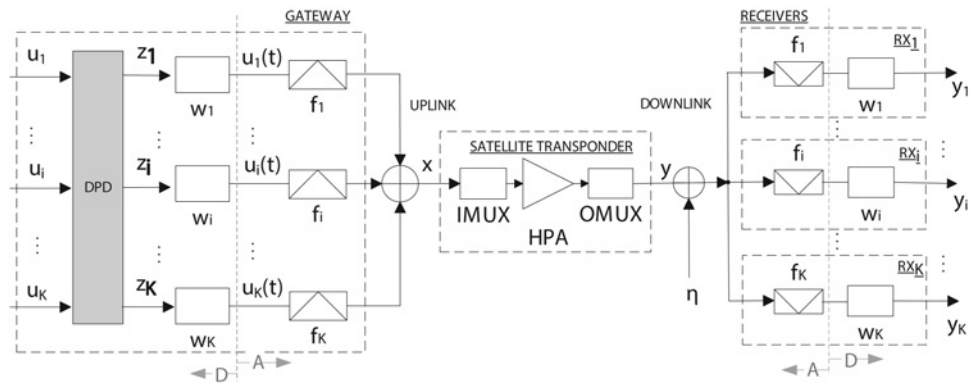 GATEWAY
RECEIVERS
u1 z1 u1(t) f1 f1 RX1
w1 UPLINK DOWNLINK w1 y1
SATELLITE TRANSPONDER
ui zi ui(t) x y fi RXi
DPD
wi fi IMUX OMUX wi yi
HPA
uK zK uK(t) η fK RXK
wK fK wK yK
D A A D